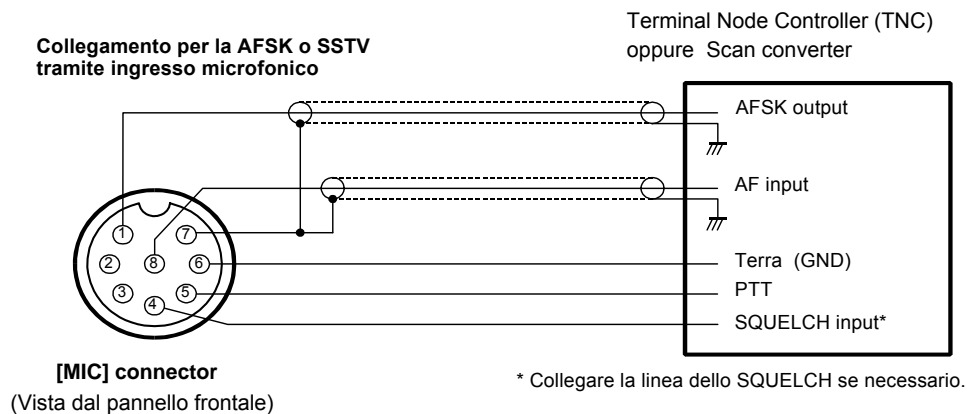 Terminal Node Controller (TNC)
oppure Scan converter
Collegamento per la AFSK o SSTV
tramite ingresso microfonico
AFSK output
AF input
1
7
2
8
6
3
5
4
Terra (GND)
PTT
SQUELCH input*
[MIC] connector
(Vista dal pannello frontale)
* Collegare la linea dello SQUELCH se necessario.